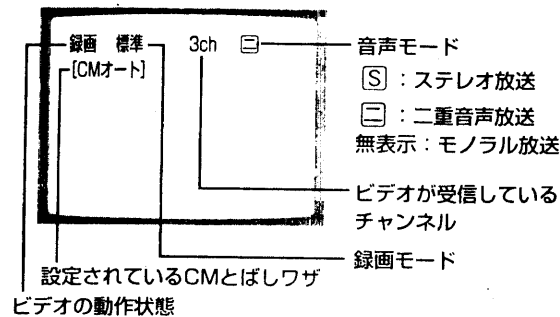 録画 標準 3ch 二
[CMオート]
音声モード
S：ステレオ放送
二：二重音声放送
無表示：モノラル放送
ビデオが受信している
チャンネル
録画モード
設定されているCMとばしワザ
ビデオの動作状態